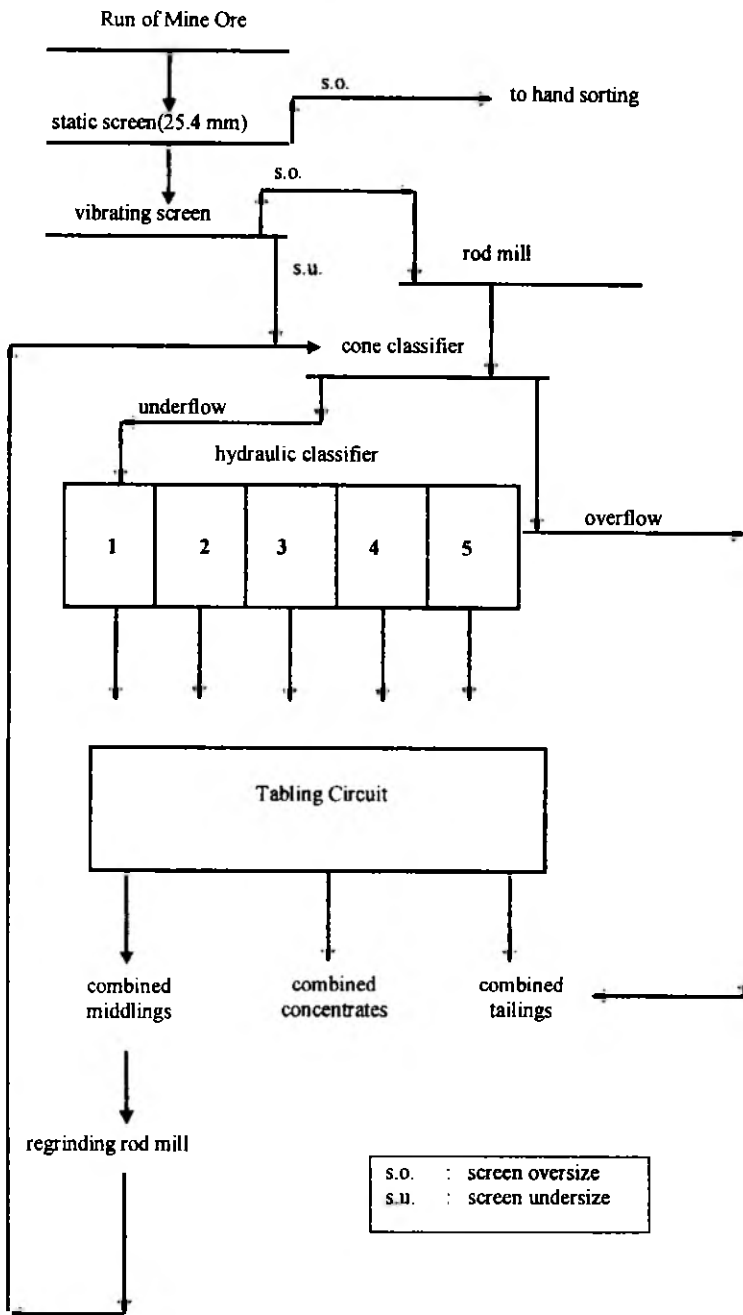 Run of Mine Ore
s.o.
to hand sorting
static screen(25.4 mm)
s.o.
vibrating screen
rod mill
s.u.
cone classifier
underflow
hydraulic classifier
overflow
1 2 3 4 5
Tabling Circuit
combined
middlings
combined
concentrates
combined
tailings
regrinding rod mill
s.o. : screen oversize
s.u. : screen undersize